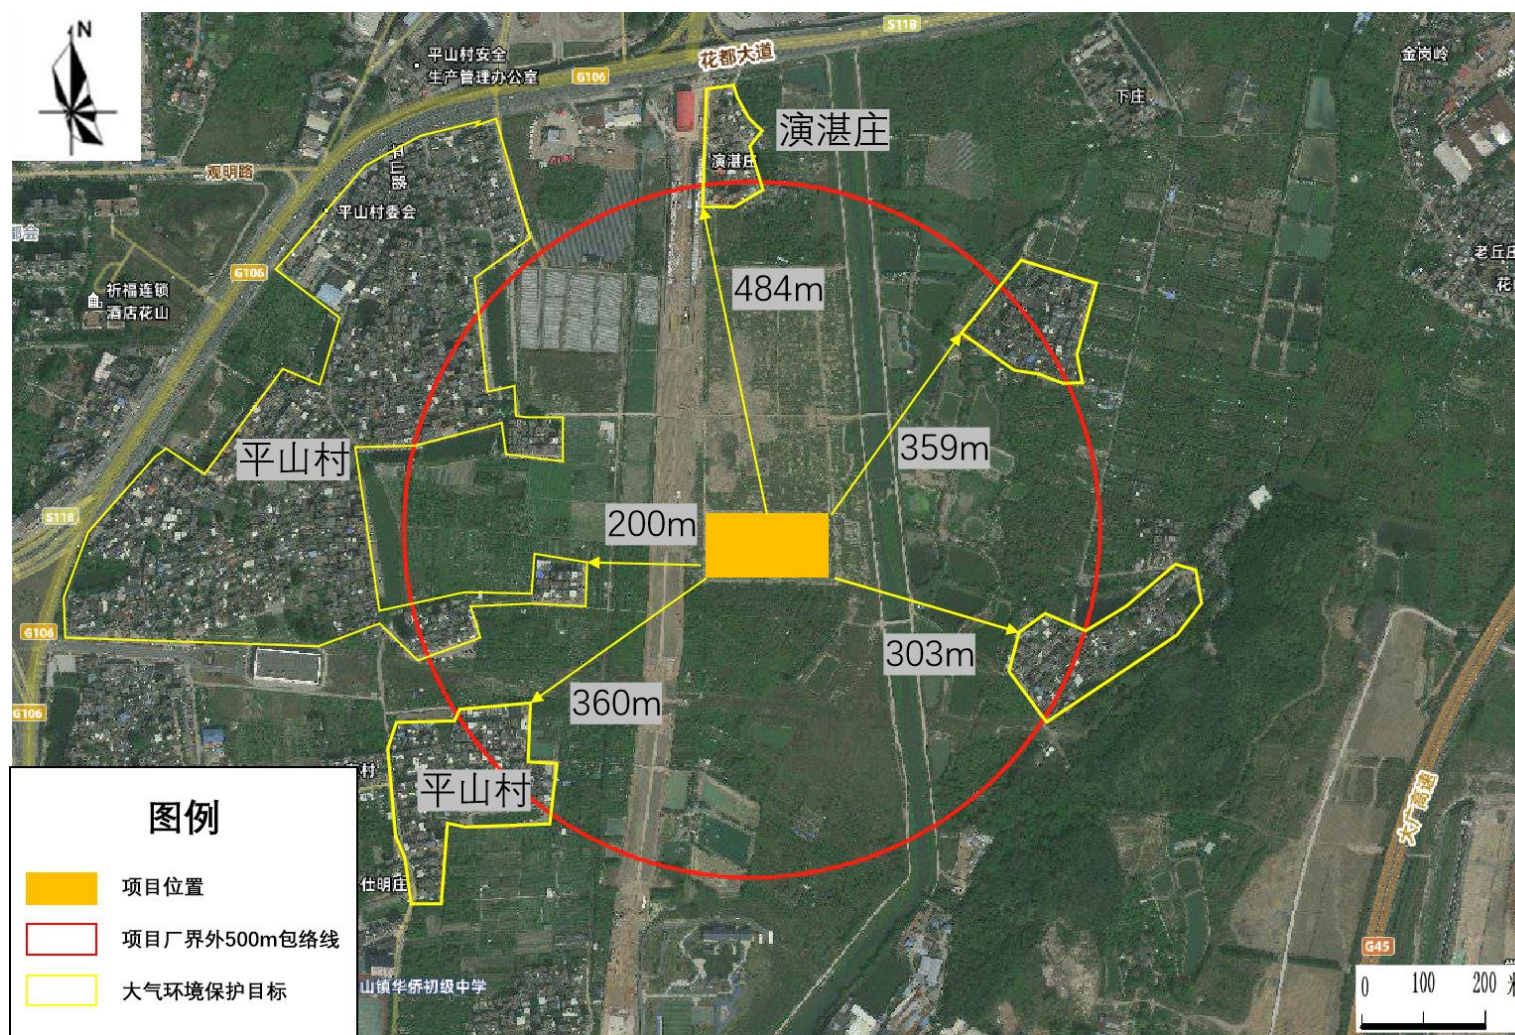 N
S118
花都大道
G106
平山村安全
生产管理办公室
金岗岭
下庄
演湛庄
演湛庄
观明路
平山村委会
G106
祈福连锁
酒店花山
老丘庄
484m
359m
平山村
200m
S118
G106
303m
360m
G106
平山村
仕明庄
大广高速
G45
山镇华侨初级中学
图例
项目位置
项目厂界外500m包络线
大气环境保护目标
0 100 200 米